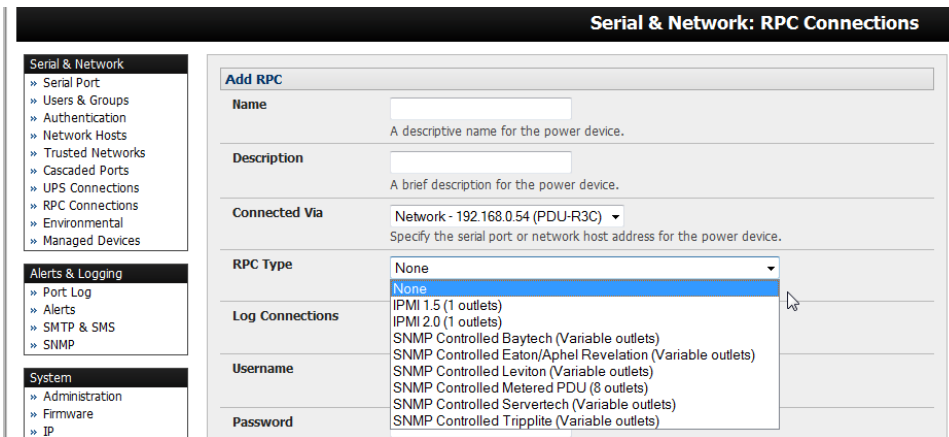 Serial & Network: RPC Connections
Serial & Network
» Serial Port
» Users & Groups
» Authentication
» Network Hosts
» Trusted Networks
» Cascaded Ports
» UPS Connections
» RPC Connections
» Environmental
» Managed Devices
Alerts & Logging
» Port Log
» Alerts
» SMTP & SMS
» SNMP
System
» Administration
» Firmware
» IP
Add RPC
Name
A descriptive name for the power device.
Description
A brief description for the power device.
Connected Via
Network - 192.168.0.54 (PDU-R3C)
Specify the serial port or network host address for the power device.
RPC Type
None
None
IPMI 1.5 (1 outlets)
IPMI 2.0 (1 outlets)
SNMP Controlled Baytech (Variable outlets)
SNMP Controlled Eaton/Aphel Revelation (Variable outlets)
SNMP Controlled Leviton (Variable outlets)
SNMP Controlled Metered PDU (8 outlets)
SNMP Controlled Servertech (Variable outlets)
SNMP Controlled Tripplite (Variable outlets)
Log Connections
Username
Password